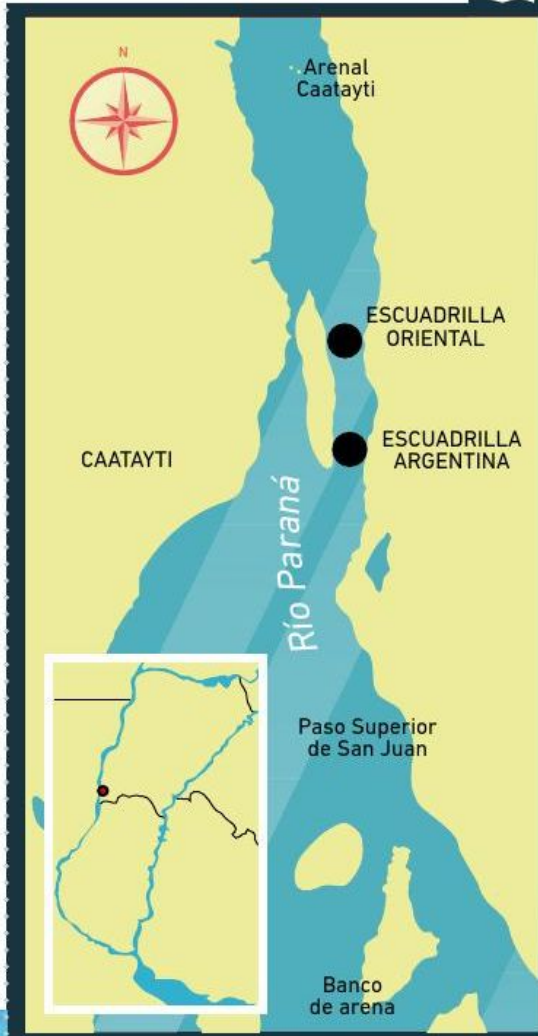 N
Arenal
Caatayti
ESCUADRILLA
ORIENTAL
ESCUADRILLA
ARGENTINA
CAATAYTI
Río Paraná
Paso Superior
de San Juan
Banco
de arena